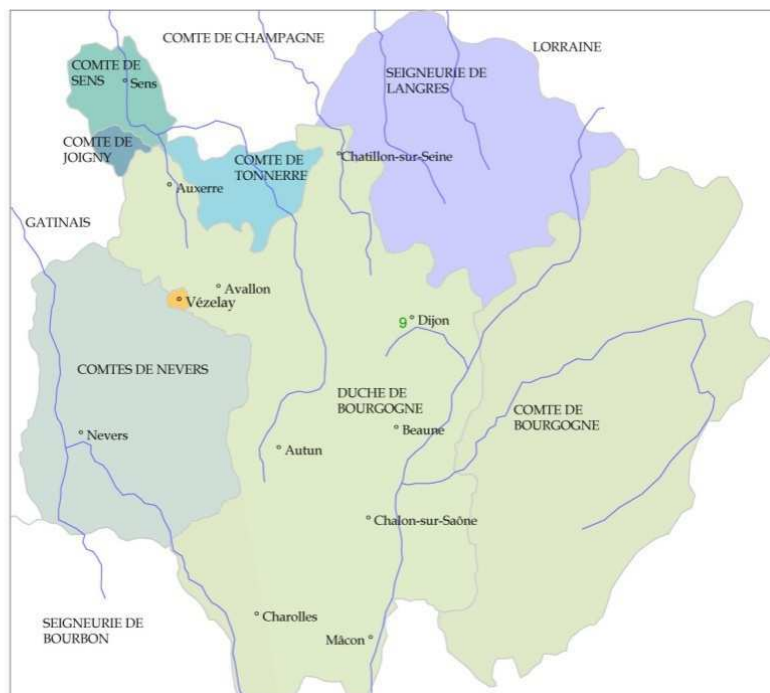 COMTE DE CHAMPAGNE
LORRAINE
COMTE DE
SENS
Sens
SEIGNEURIE DE
LANGRES
COMTE DE
JOIGNY
COMTE DE
TONNERRE
Chatillon-sur-Seine
Auxerre
GATINAIS
Avallon
Vézelay
9
Dijon
COMTES DE NEVERS
DUCHE DE
BOURGOGNE
COMTE DE
BOURGOGNE
Nevers
Beaune
Autun
Chalon-sur-Saône
Charolles
SEIGNEURIE DE
BOURBON
Mâcon